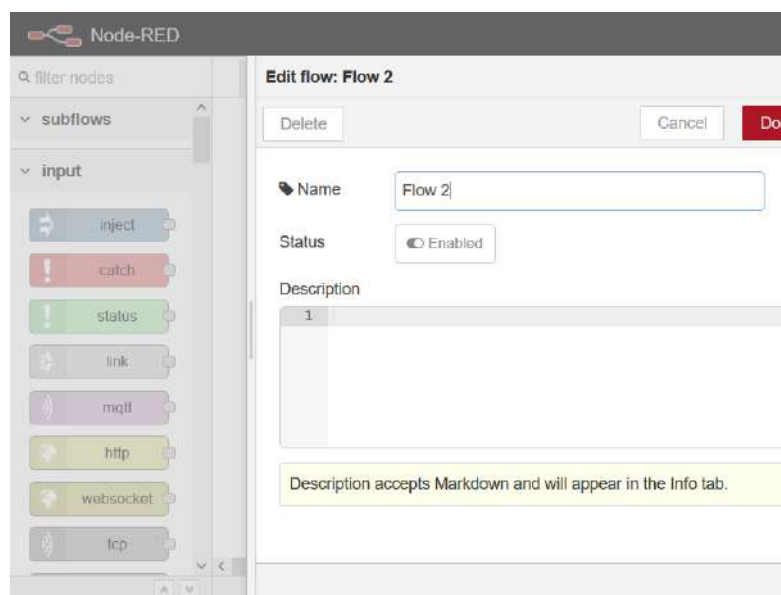 Node-RED
filter nodes
subflows
input
inject
catch
status
link
mqtt
http
websocket
tcp
Edit flow: Flow 2
Delete
Cancel
Do
Name
Flow 2
Status
Enabled
Description
1
Description accepts Markdown and will appear in the Info tab.